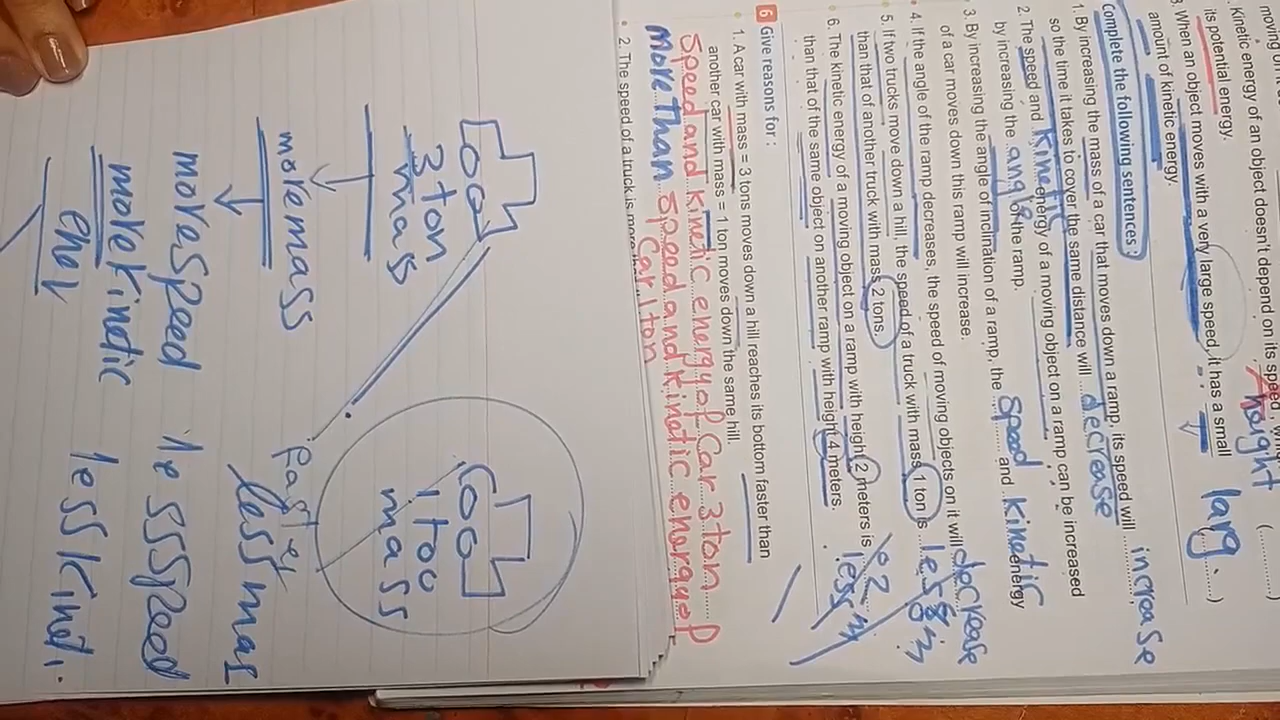 moving
Kinetic energy of an object doesn't depend on its speed.
height (..........)
its potential energy.
3. When an object moves with a very large speed, it has a small
larg. )
amount of kinetic energy.
Complete the following sentences :
1. By increasing the mass of a car that moves down a ramp, its speed will increase
so the time it takes to cover the same distance will decrease
2. The speed and kinetic energy of a moving object on a ramp can be increased
by increasing the angle of the ramp.
3. By increasing the angle of inclination of a ramp, the speed and kinetic energy
of a car moves down this ramp will increase.
4. If the angle of the ramp decreases, the speed of moving objects on it will decrease
5. If two trucks move down a hill, the speed of a truck with mass 1 ton is less
than that of another truck with mass 2 tons.
6. The kinetic energy of a moving object on a ramp with height 2 meters is less
than that of the same object on another ramp with height 4 meters.
6 Give reasons for :
1. A car with mass = 3 tons moves down a hill reaches its bottom faster than
another car with mass = 1 ton moves down the same hill.
speed and kinetic energy of car 3 ton
more than speed and kinetic energy of
car 1 ton
2. The speed of a truck is more
3 ton
mass
1 ton
mass
more mass
faster
less mas
more speed
less speed
more kinetic
ener
less kinet.